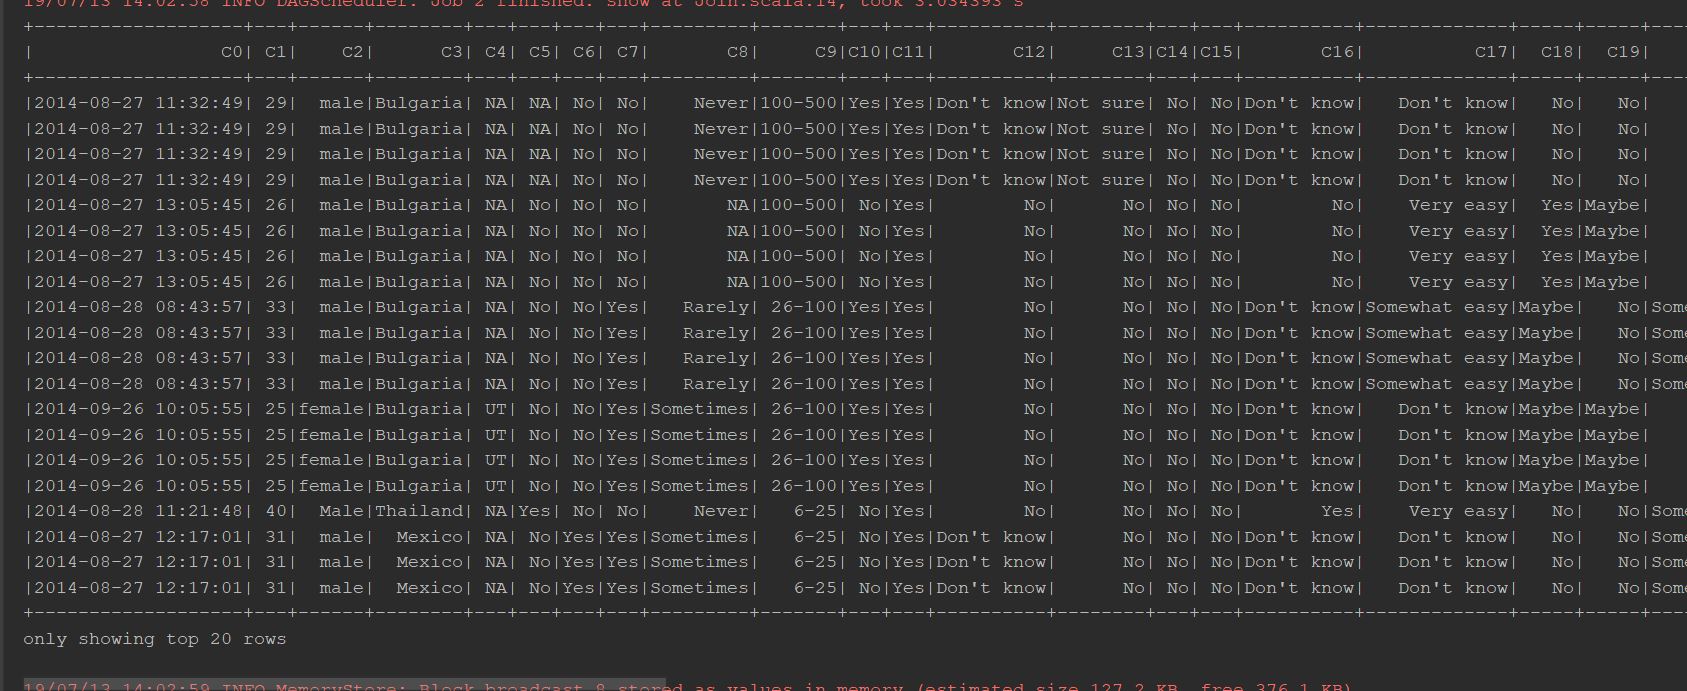 19/07/13 14:02:58 INFO DAGScheduler: Job 2 finished: show at Join.scala:14, took 3.034393 s
+-------------------+---+------+--------+---+---+---+---+---------+-------+---+---+----------+--------+---+---+----------+-------------+-----+-----+----
|                 C0| C1|    C2|      C3| C4| C5| C6| C7|       C8|     C9|C10|C11|       C12|     C13|C14|C15|       C16|          C17|  C18|  C19|
+-------------------+---+------+--------+---+---+---+---+---------+-------+---+---+----------+--------+---+---+----------+-------------+-----+-----+----
|2014-08-27 11:32:49| 29|  male|Bulgaria| NA| NA| No| No|    Never|100-500|Yes|Yes|Don't know|Not sure| No| No|Don't know|   Don't know|   No|   No|
|2014-08-27 11:32:49| 29|  male|Bulgaria| NA| NA| No| No|    Never|100-500|Yes|Yes|Don't know|Not sure| No| No|Don't know|   Don't know|   No|   No|
|2014-08-27 11:32:49| 29|  male|Bulgaria| NA| NA| No| No|    Never|100-500|Yes|Yes|Don't know|Not sure| No| No|Don't know|   Don't know|   No|   No|
|2014-08-27 11:32:49| 29|  male|Bulgaria| NA| NA| No| No|    Never|100-500|Yes|Yes|Don't know|Not sure| No| No|Don't know|   Don't know|   No|   No|
|2014-08-27 13:05:45| 26|  male|Bulgaria| NA| No| No| No|       NA|100-500| No|Yes|        No|      No| No| No|        No|    Very easy|  Yes|Maybe|
|2014-08-27 13:05:45| 26|  male|Bulgaria| NA| No| No| No|       NA|100-500| No|Yes|        No|      No| No| No|        No|    Very easy|  Yes|Maybe|
|2014-08-27 13:05:45| 26|  male|Bulgaria| NA| No| No| No|       NA|100-500| No|Yes|        No|      No| No| No|        No|    Very easy|  Yes|Maybe|
|2014-08-27 13:05:45| 26|  male|Bulgaria| NA| No| No| No|       NA|100-500| No|Yes|        No|      No| No| No|        No|    Very easy|  Yes|Maybe|
|2014-08-28 08:43:57| 33|  male|Bulgaria| NA| No| No|Yes|   Rarely| 26-100|Yes|Yes|        No|      No| No| No|Don't know|Somewhat easy|Maybe|   No|Some
|2014-08-28 08:43:57| 33|  male|Bulgaria| NA| No| No|Yes|   Rarely| 26-100|Yes|Yes|        No|      No| No| No|Don't know|Somewhat easy|Maybe|   No|Some
|2014-08-28 08:43:57| 33|  male|Bulgaria| NA| No| No|Yes|   Rarely| 26-100|Yes|Yes|        No|      No| No| No|Don't know|Somewhat easy|Maybe|   No|Some
|2014-08-28 08:43:57| 33|  male|Bulgaria| NA| No| No|Yes|   Rarely| 26-100|Yes|Yes|        No|      No| No| No|Don't know|Somewhat easy|Maybe|   No|Some
|2014-09-26 10:05:55| 25|female|Bulgaria| UT| No| No|Yes|Sometimes| 26-100|Yes|Yes|        No|      No| No| No|Don't know|   Don't know|Maybe|Maybe|
|2014-09-26 10:05:55| 25|female|Bulgaria| UT| No| No|Yes|Sometimes| 26-100|Yes|Yes|        No|      No| No| No|Don't know|   Don't know|Maybe|Maybe|
|2014-09-26 10:05:55| 25|female|Bulgaria| UT| No| No|Yes|Sometimes| 26-100|Yes|Yes|        No|      No| No| No|Don't know|   Don't know|Maybe|Maybe|
|2014-09-26 10:05:55| 25|female|Bulgaria| UT| No| No|Yes|Sometimes| 26-100|Yes|Yes|        No|      No| No| No|Don't know|   Don't know|Maybe|Maybe|
|2014-08-28 11:21:48| 40|  Male|Thailand| NA|Yes| No| No|    Never|   6-25| No|Yes|        No|      No| No| No|       Yes|    Very easy|   No|   No|Some
|2014-08-27 12:17:01| 31|  male|  Mexico| NA| No|Yes|Yes|Sometimes|   6-25| No|Yes|Don't know|      No| No| No|Don't know|   Don't know|   No|   No|Some
|2014-08-27 12:17:01| 31|  male|  Mexico| NA| No|Yes|Yes|Sometimes|   6-25| No|Yes|Don't know|      No| No| No|Don't know|   Don't know|   No|   No|Some
|2014-08-27 12:17:01| 31|  male|  Mexico| NA| No|Yes|Yes|Sometimes|   6-25| No|Yes|Don't know|      No| No| No|Don't know|   Don't know|   No|   No|Some
+-------------------+---+------+--------+---+---+---+---+---------+-------+---+---+----------+--------+---+---+----------+-------------+-----+-----+----
only showing top 20 rows
19/07/13 14:02:59 INFO MemoryStore: Block broadcast_8 stored as values in memory (estimated size 127.2 KB, free 376.1 KB)